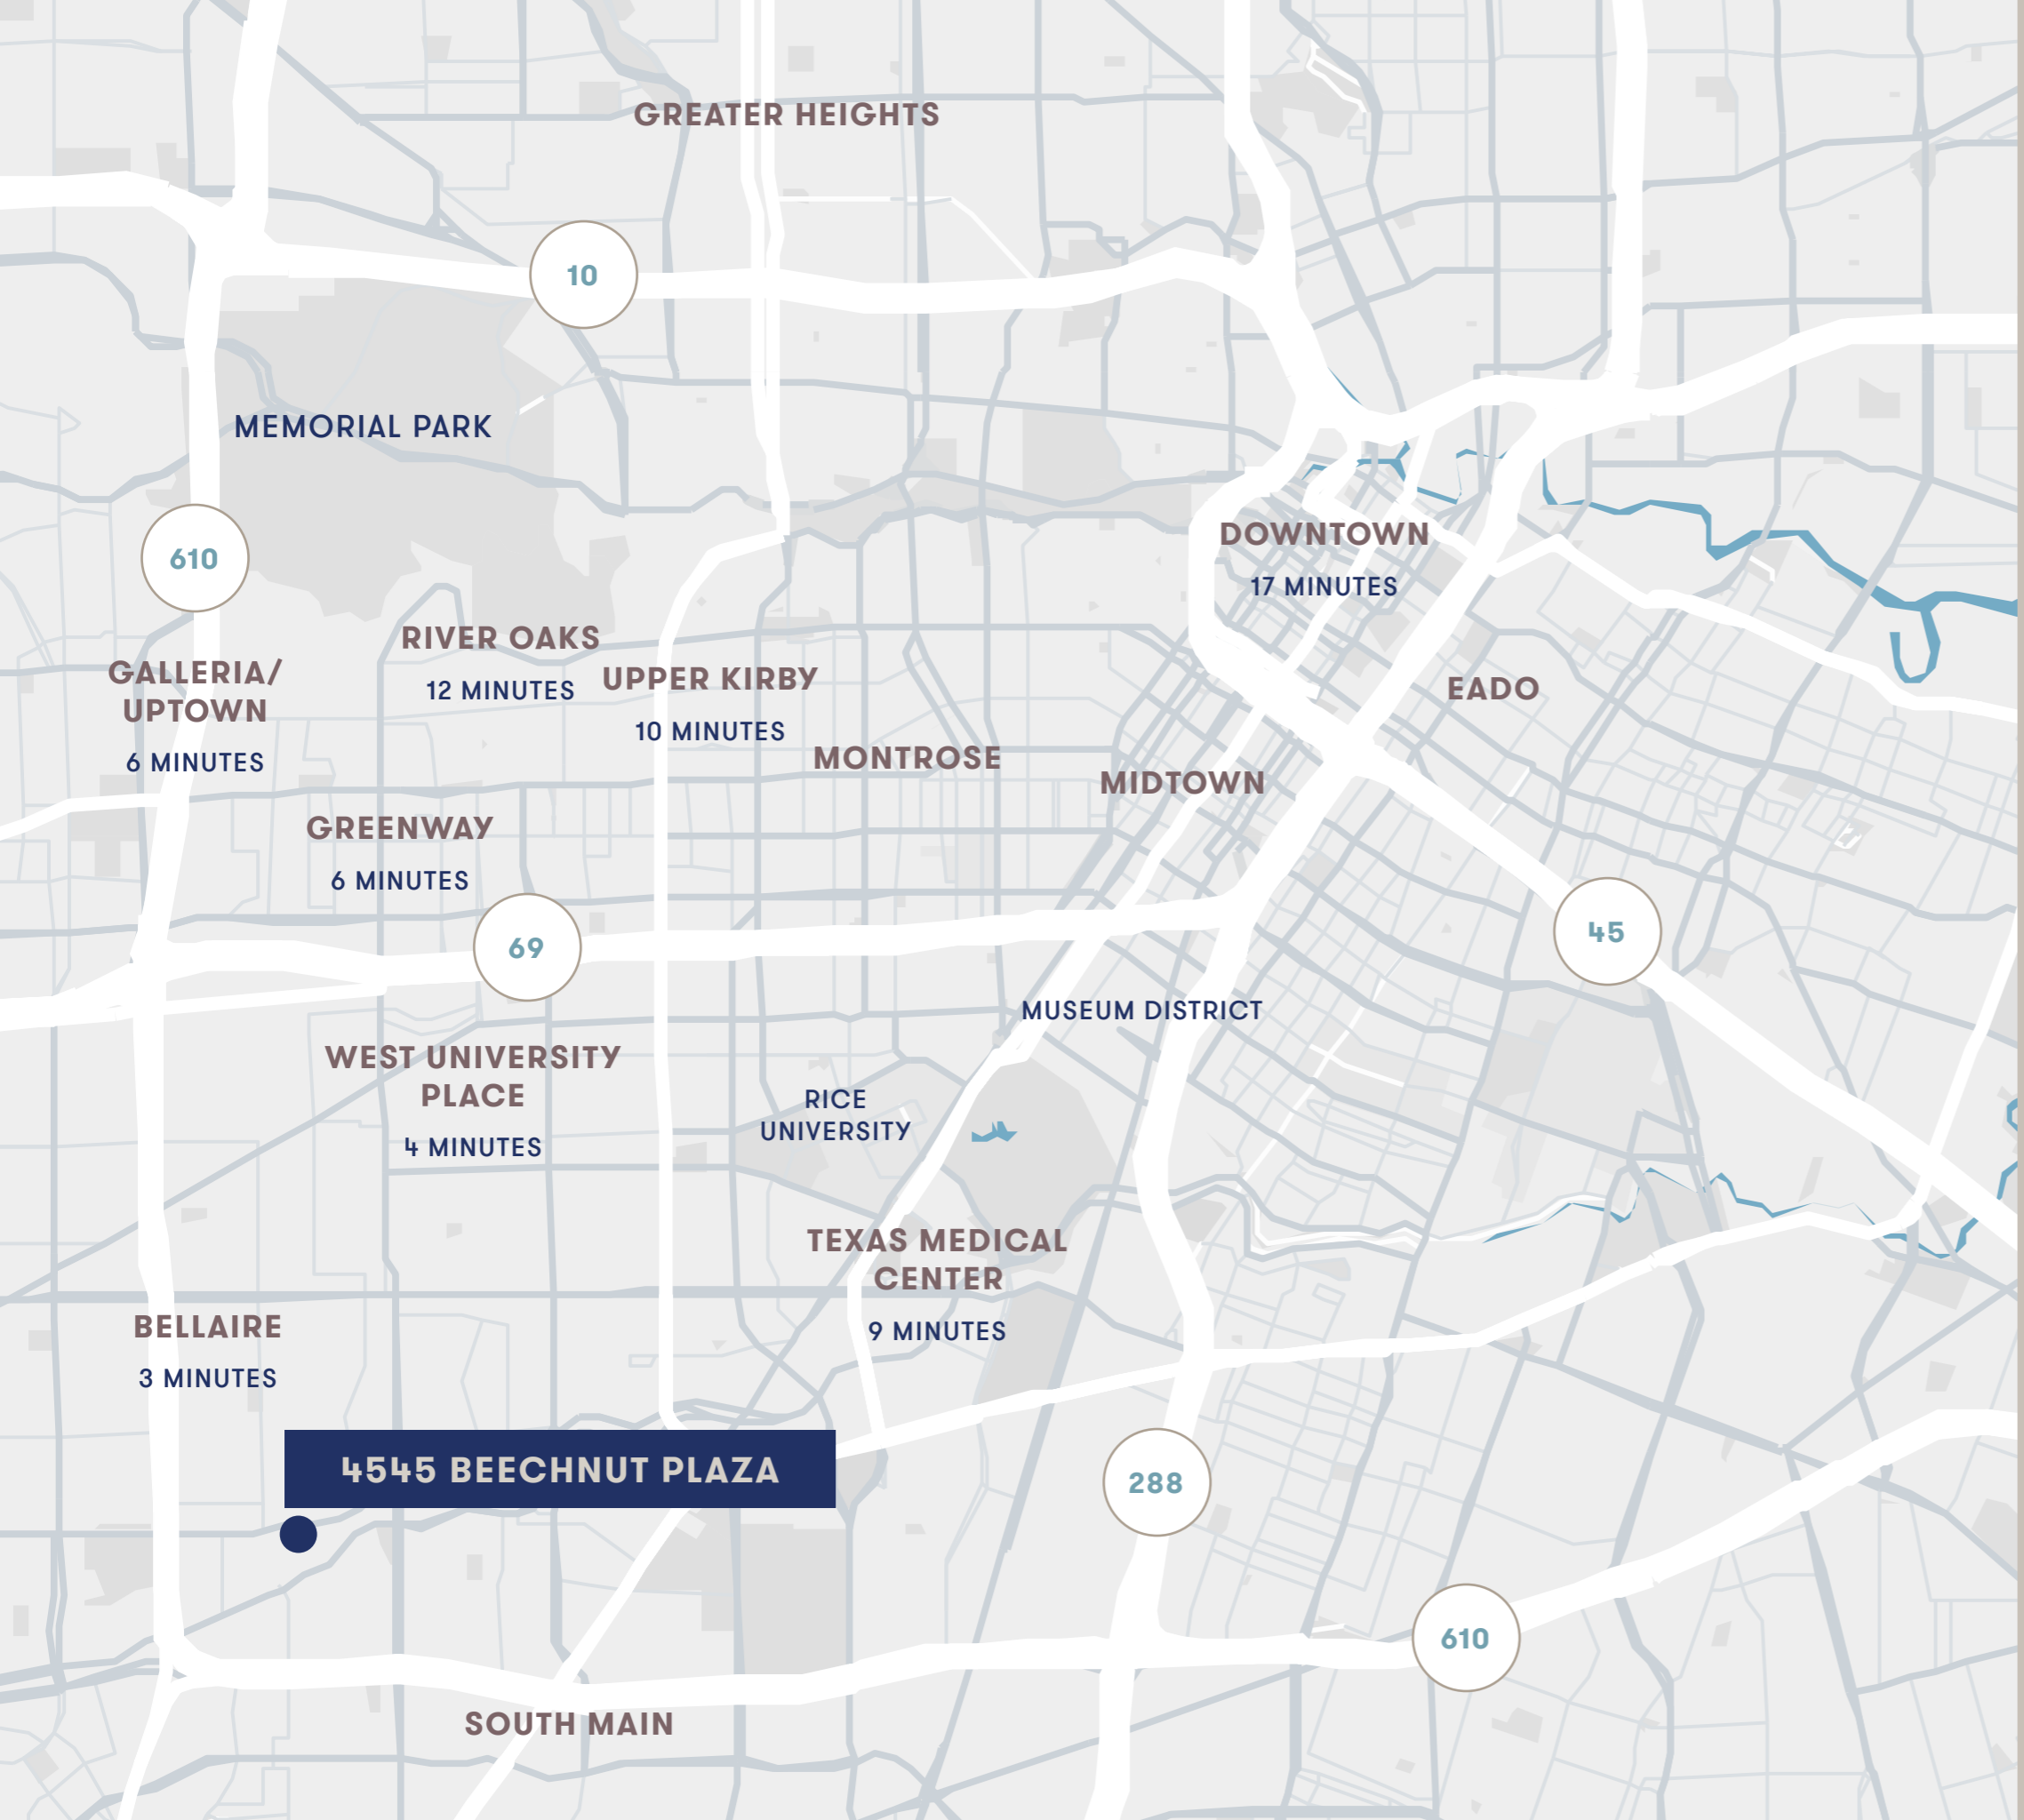 GREATER HEIGHTS
10
MEMORIAL PARK
DOWNTOWN
17 MINUTES
610
RIVER OAKS
12 MINUTES
UPPER KIRBY
10 MINUTES
GALLERIA/
UPTOWN
6 MINUTES
EADO
MONTROSE
MIDTOWN
GREENWAY
6 MINUTES
69
45
MUSEUM DISTRICT
WEST UNIVERSITY
PLACE
4 MINUTES
RICE
UNIVERSITY
TEXAS MEDICAL
CENTER
9 MINUTES
BELLAIRE
3 MINUTES
4545 BEECHNUT PLAZA
288
610
SOUTH MAIN